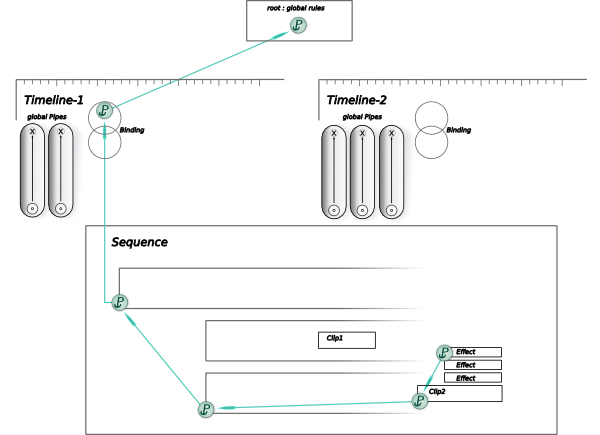 root : global rules
Timeline-1
global Pipes
X X
Binding
Timeline-2
global Pipes
X X X
Binding
Sequence
Clip1
Effect
Effect
Effect
Clip2
P
P
P
P
P
P